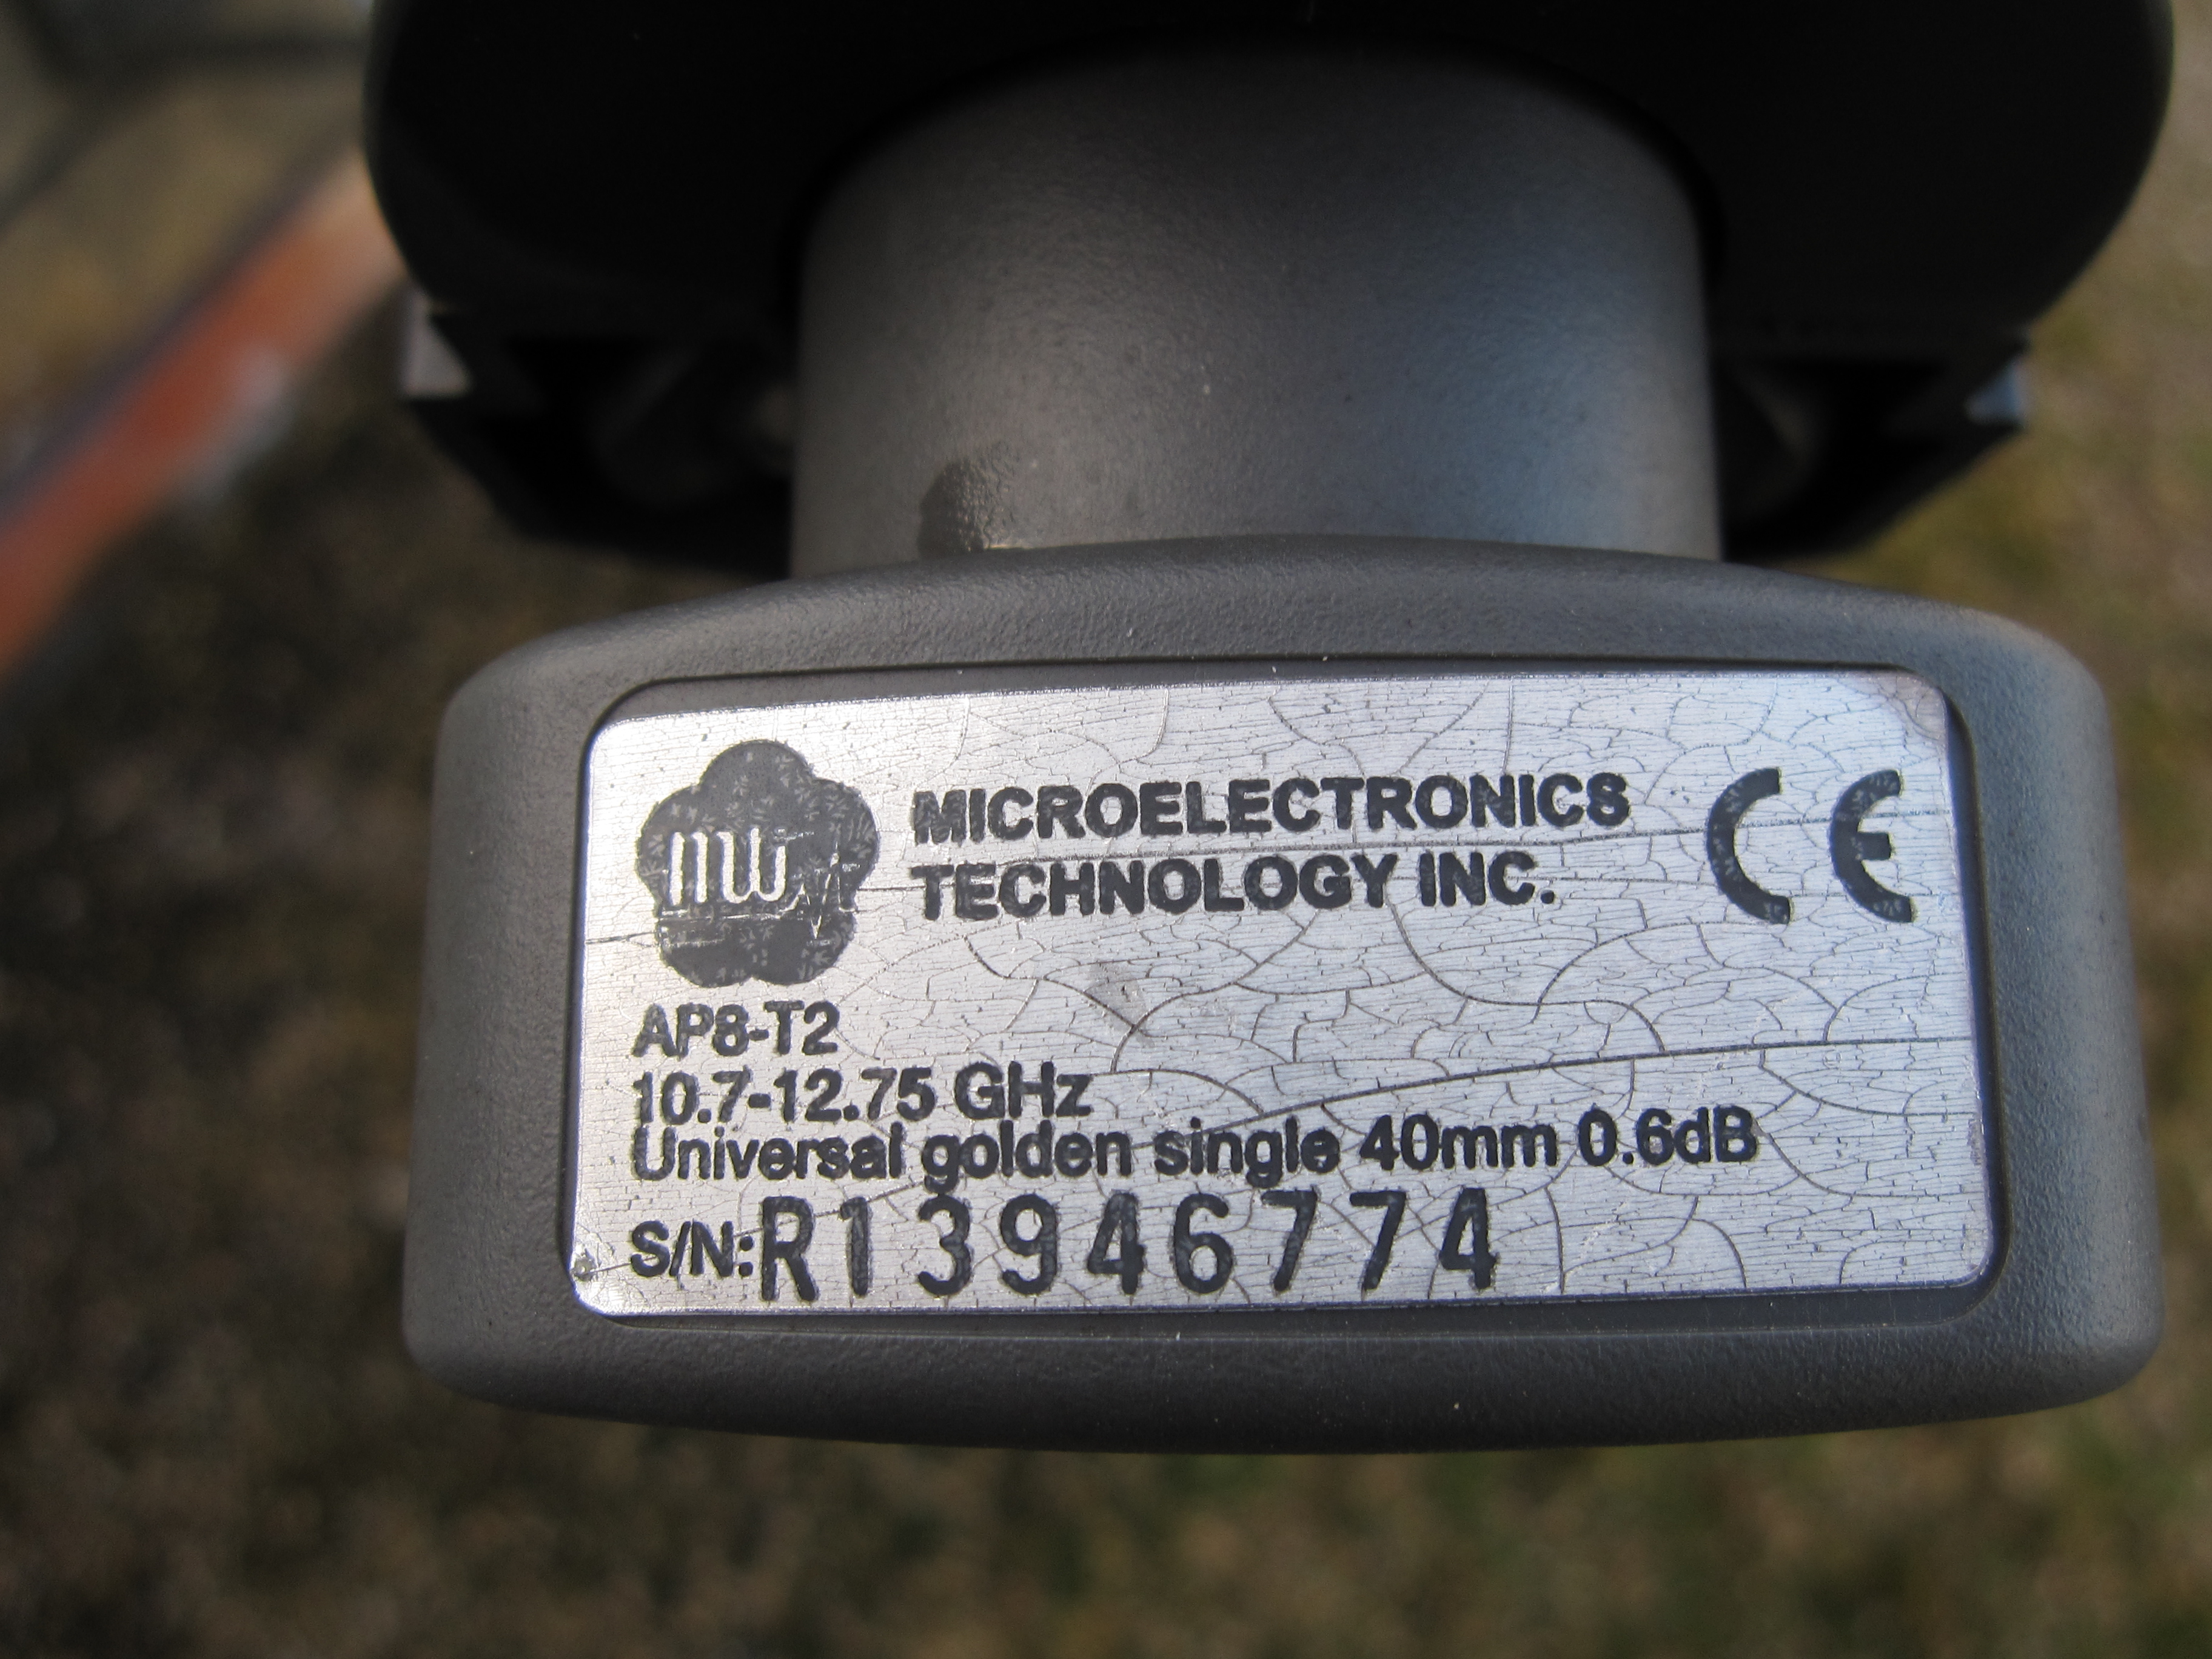 MICROELECTRONICS
TECHNOLOGY INC.
CE
AP8-T2
10.7-12.75 GHz
Universal golden single 40mm 0.6dB
S/N:R13946774